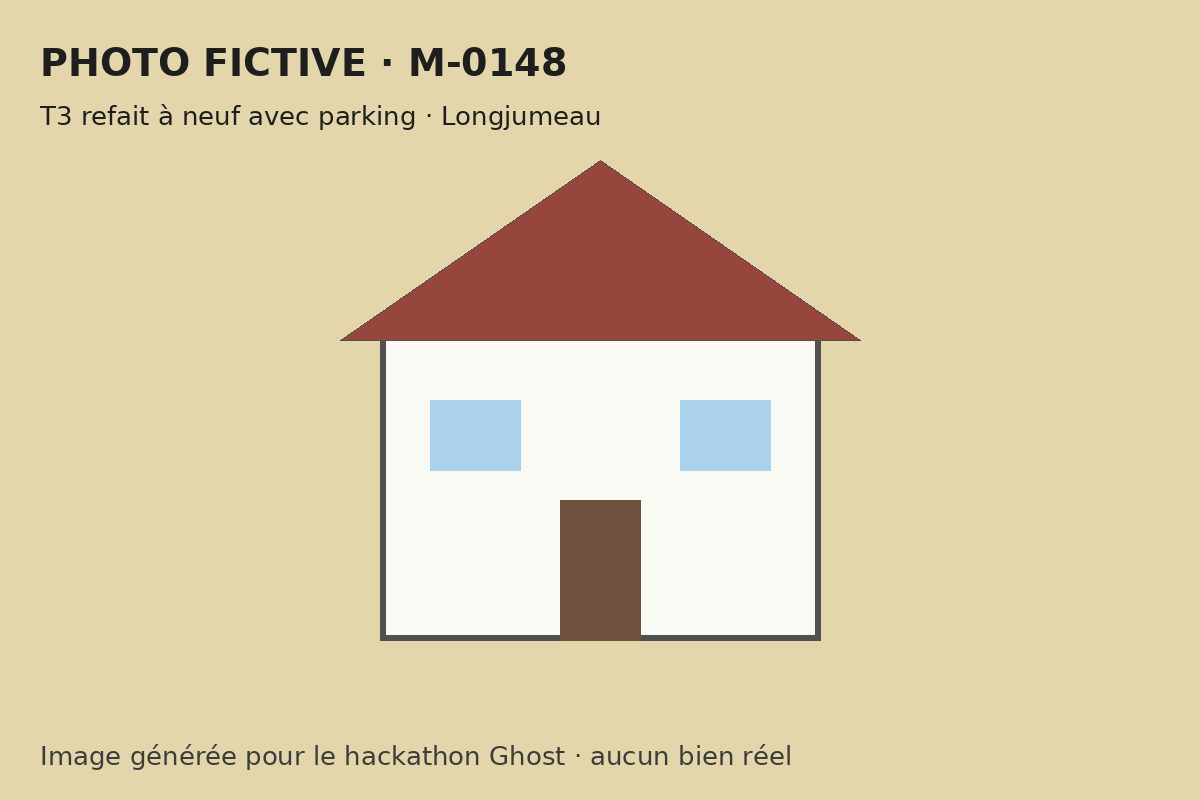 PHOTO FICTIVE · M-0148
T3 refait à neuf avec parking · Longjumeau
Image générée pour le hackathon Ghost · aucun bien réel